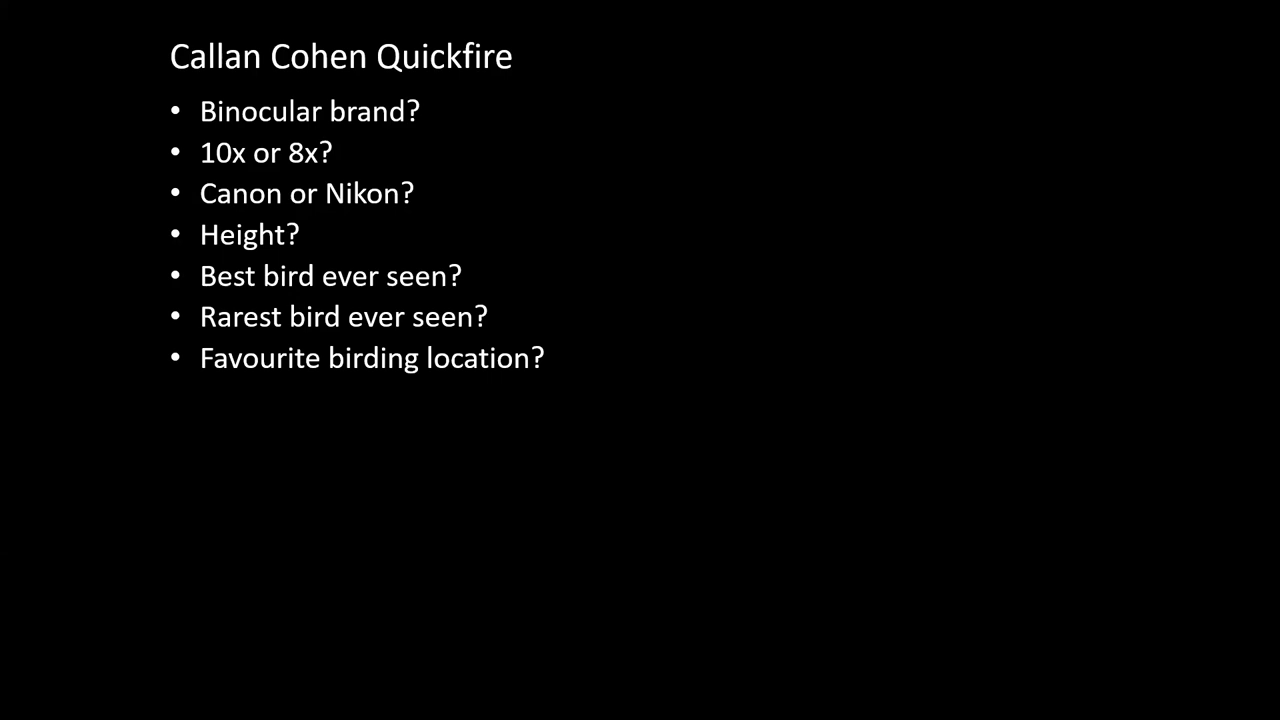 Callan Cohen Quickfire
• Binocular brand?
• 10x or 8x?
• Canon or Nikon?
• Height?
• Best bird ever seen?
• Rarest bird ever seen?
• Favourite birding location?